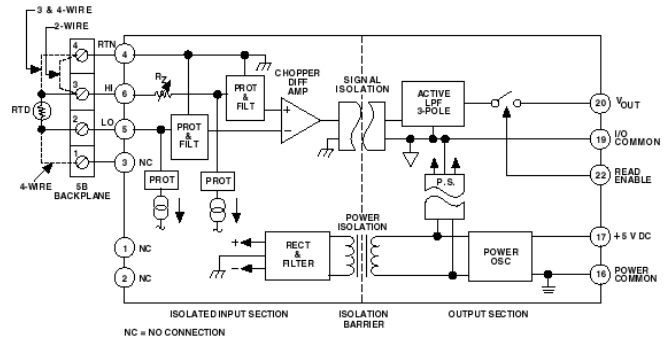 3 & 4-WIRE
2-WIRE
RTN
HI
LO
NC
RTD
4
3
2
1
4-WIRE
5B
BACKPLANE
4
6
5
3
1
NC
2
NC
RZ
PROT
&
FILT
PROT
&
FILT
PROT
PROT
CHOPPER
DIFF
AMP
+
−
SIGNAL
ISOLATION
ACTIVE
LPF
3-POLE
P.S.
POWER
ISOLATION
+
−
RECT
&
FILTER
POWER
OSC
20
VOUT
19
I/O
COMMON
22
READ
ENABLE
17
+5 V DC
16
POWER
COMMON
ISOLATED INPUT SECTION
ISOLATION
BARRIER
OUTPUT SECTION
NC = NO CONNECTION